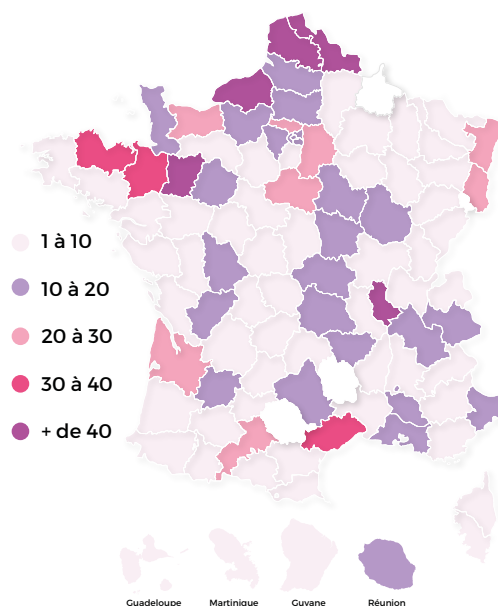 1 à 10
10 à 20
20 à 30
30 à 40
+ de 40
Guadeloupe Martinique Guyane Réunion